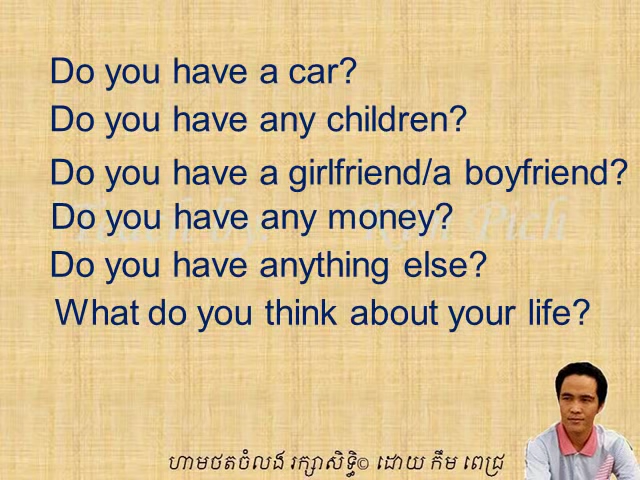 Do you have a car?
Do you have any children?
Do you have a girlfriend/a boyfriend?
Do you have any money?
Do you have anything else?
What do you think about your life?
ហាមថតចំលង រក្សាសិទ្ធិ© ដោយ កឹម ពេជ្រ